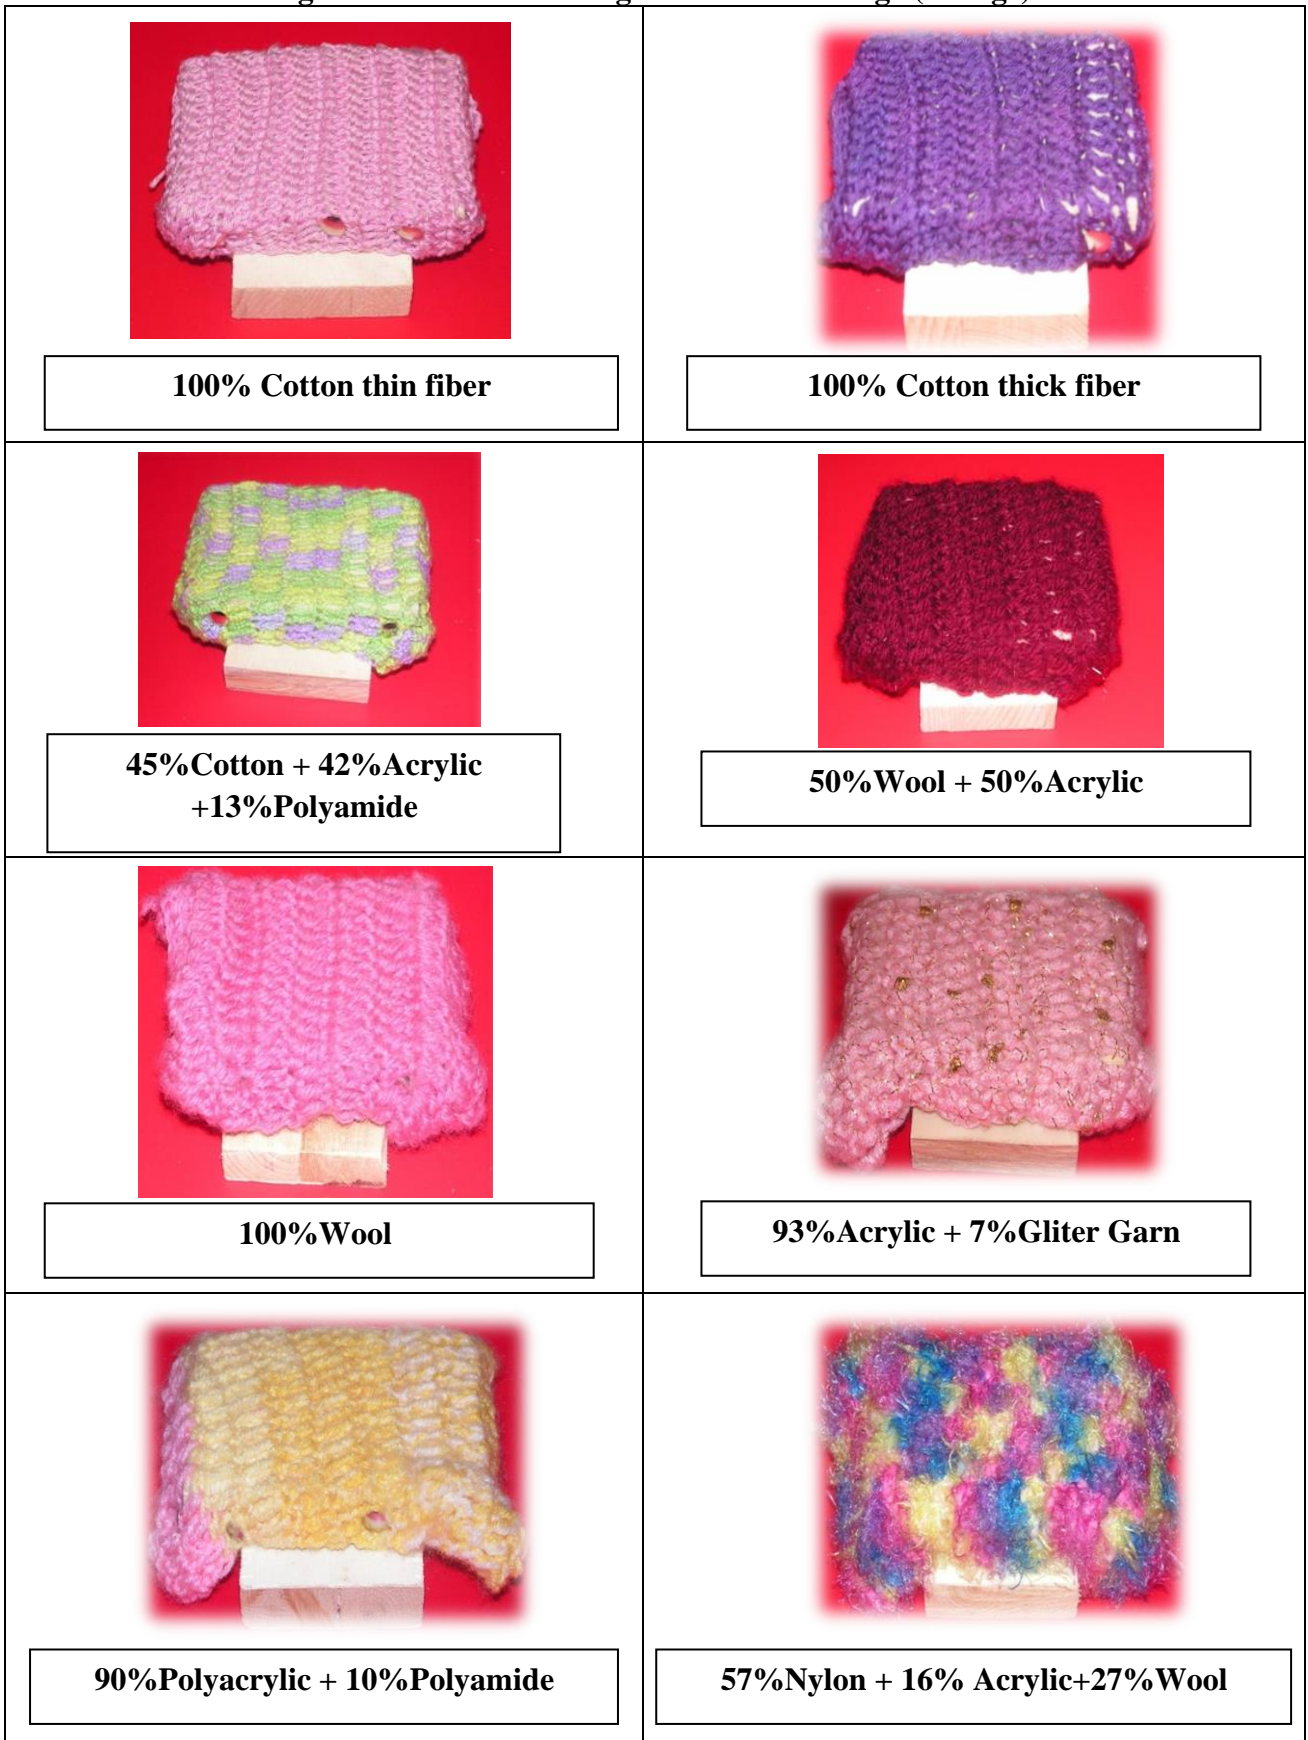 100% Cotton thin fiber
100% Cotton thick fiber
45%Cotton + 42%Acrylic
+13%Polyamide
50%Wool + 50%Acrylic
100%Wool
93%Acrylic + 7%Gliter Garn
90%Polyacrylic + 10%Polyamide
57%Nylon + 16% Acrylic+27%Wool